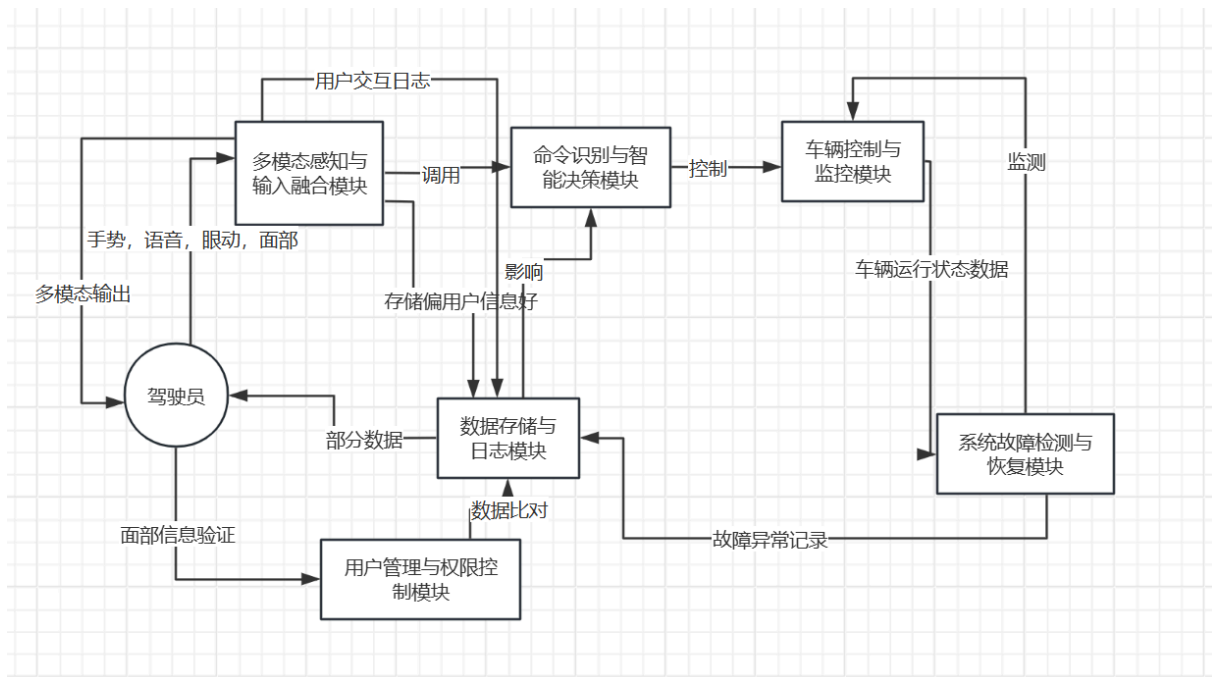 用户交互日志
多模态感知与
输入融合模块
调用
命令识别与智
能决策模块
控制
车辆控制与
监控模块
监测
手势，语音，眼动，面部
多模态输出
影响
存储偏用户信息好
车辆运行状态数据
驾驶员
部分数据
数据存储与
日志模块
系统故障检测与
恢复模块
数据比对
面部信息验证
故障异常记录
用户管理与权限控
制模块